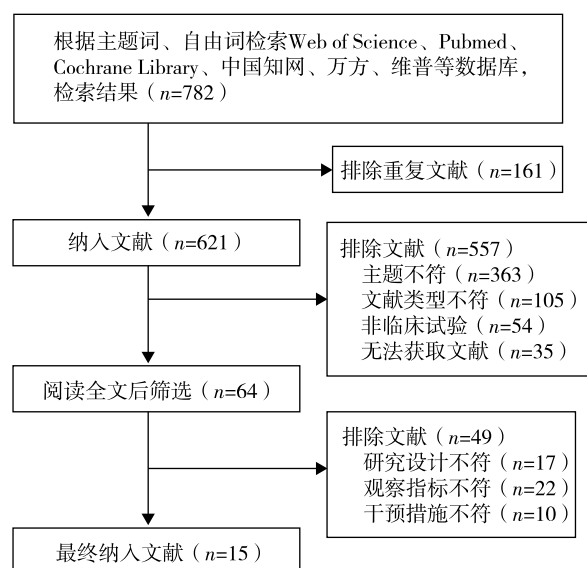 根据主题词、自由词检索Web of Science、Pubmed、
Cochrane Library、中国知网、万方、维普等数据库，
检索结果（n=782）
排除重复文献（n=161）
纳入文献（n=621）
排除文献（n=557）
主题不符（n=363）
文献类型不符（n=105）
非临床试验（n=54）
无法获取文献（n=35）
阅读全文后筛选（n=64）
排除文献（n=49）
研究设计不符（n=17）
观察指标不符（n=22）
干预措施不符（n=10）
最终纳入文献（n=15）